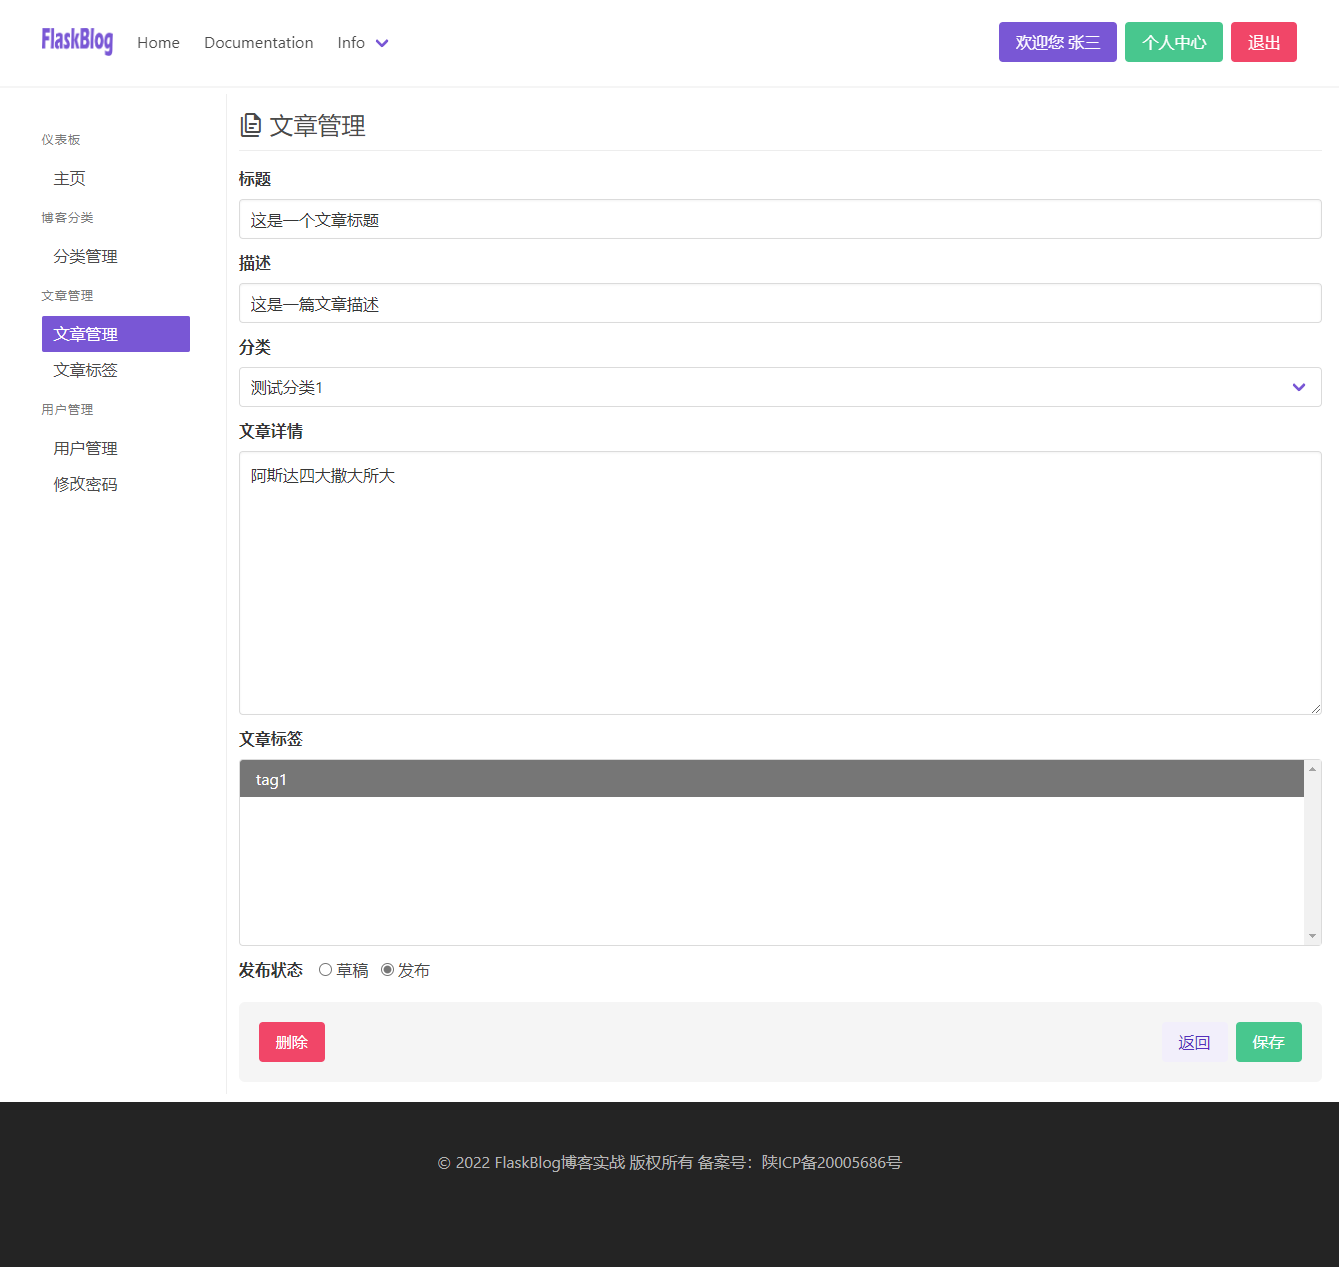 FlaskBlog Home Documentation Info 欢迎您 张三 个人中心 退出
仪表板
主页
博客分类
分类管理
文章管理
文章管理
文章标签
用户管理
用户管理
修改密码
文章管理
标题
这是一个文章标题
描述
这是一篇文章描述
分类
测试分类1
文章详情
阿斯达四大撒大所大
文章标签
tag1
发布状态 草稿 发布
删除 返回 保存
© 2022 FlaskBlog博客实战 版权所有 备案号：陕ICP备20005686号